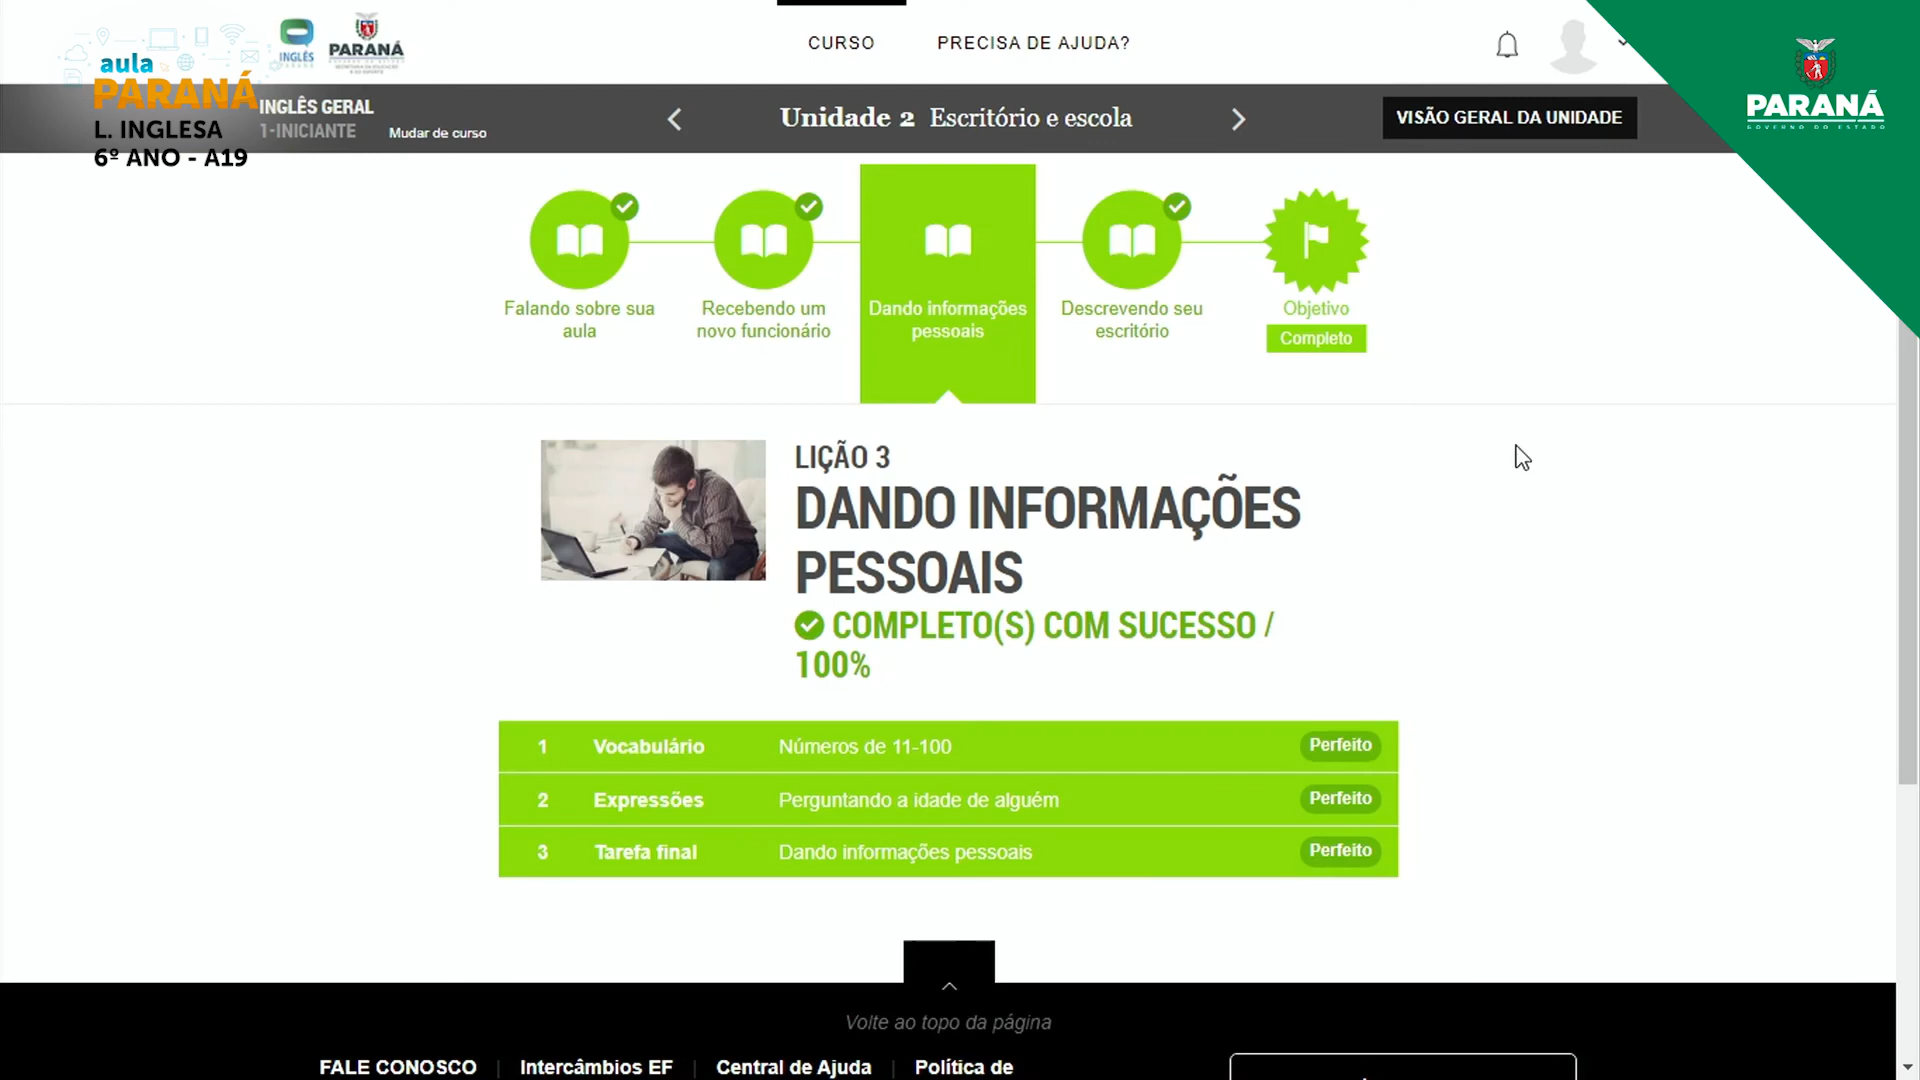 CURSO
PRECISA DE AJUDA?
INGLÊS
PARANÁ
aula
PARANÁ
L. INGLESA
6º ANO - A19
INGLÊS GERAL
1-INICIANTE
Mudar de curso
Unidade 2 Escritório e escola
VISÃO GERAL DA UNIDADE
PARANÁ
GOVERNO DO ESTADO
Falando sobre sua
aula
Recebendo um
novo funcionário
Dando informações
pessoais
Descrevendo seu
escritório
Objetivo
Completo
LIÇÃO 3
DANDO INFORMAÇÕES
PESSOAIS
COMPLETO(S) COM SUCESSO /
100%
1 Vocabulário Números de 11-100 Perfeito
2 Expressões Perguntando a idade de alguém Perfeito
3 Tarefa final Dando informações pessoais Perfeito
Volte ao topo da página
FALE CONOSCO
Intercâmbios EF
Central de Ajuda
Política de